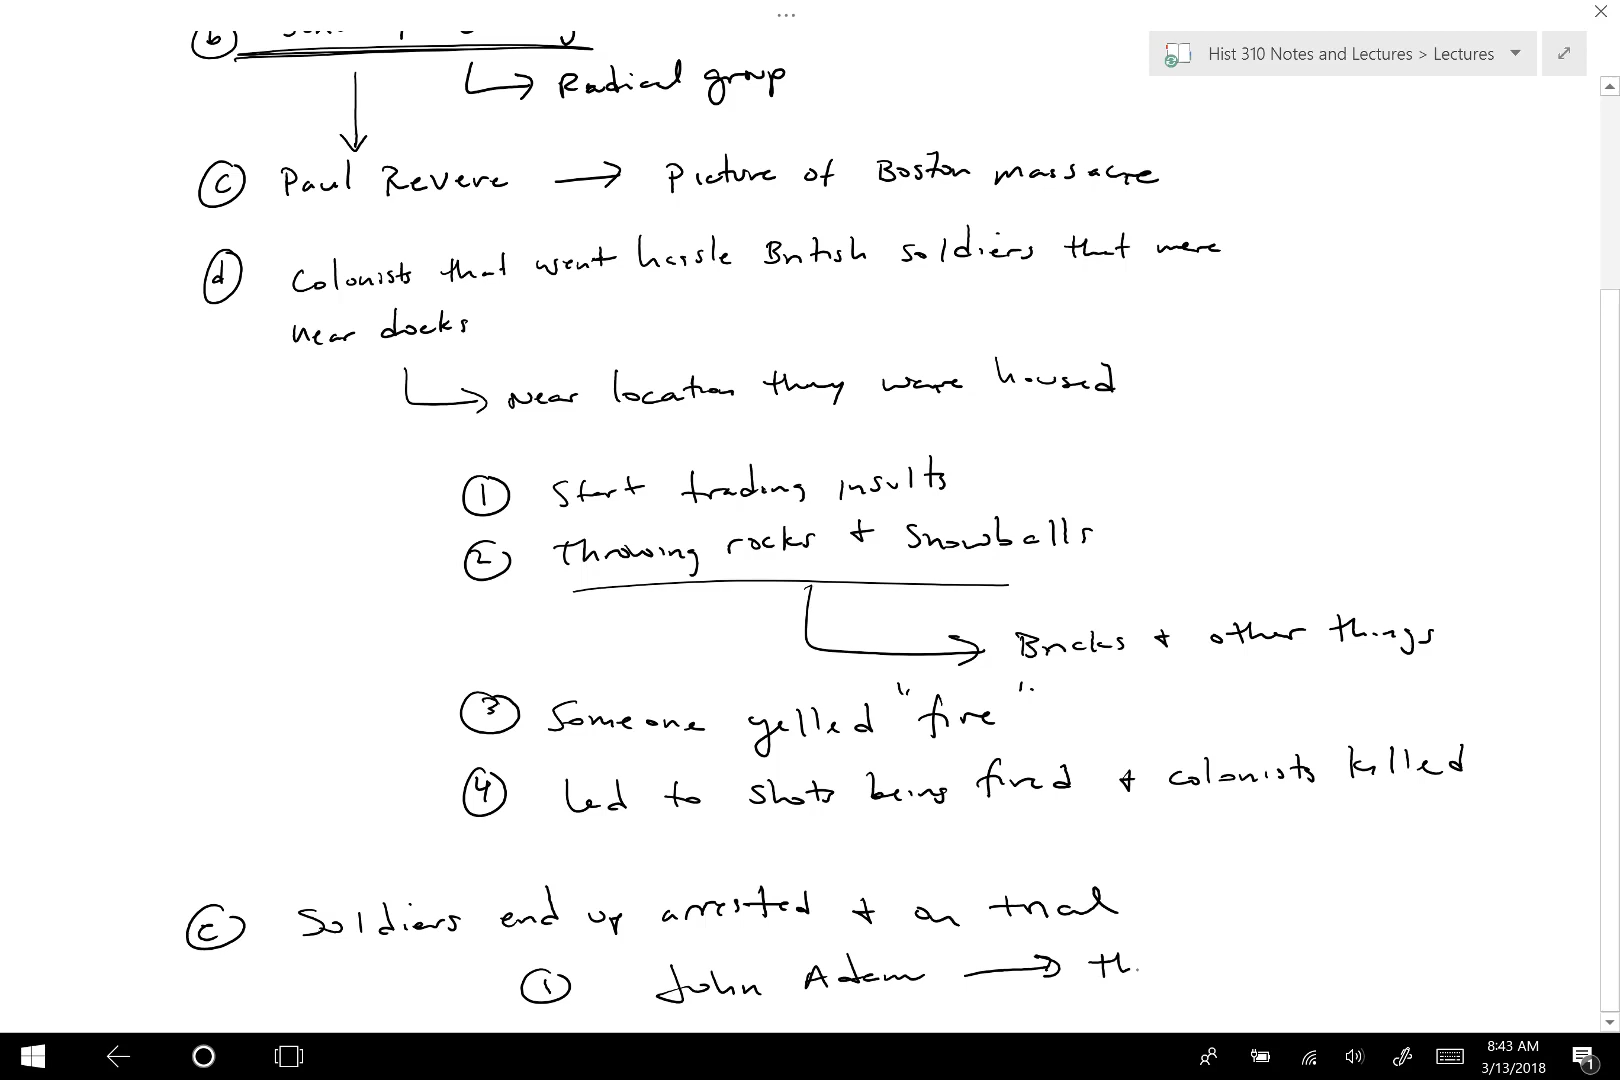 ...
Hist 310 Notes and Lectures > Lectures
(b)
↳ Radical group
(c) Paul Revere → Picture of Boston massacre
(d) Colonists that went hassle British soldiers that were
near docks
↳ Near location they were housed
(1) Start trading insults
(2) Throwing rocks + Snowballs
Bricks + other things
(3) Someone yelled "fire"
(4) Led to shots being fired + colonists killed
(E) Soldiers end up arrested + on trial
(1) John Adam → th
8:43 AM
3/13/2018
1